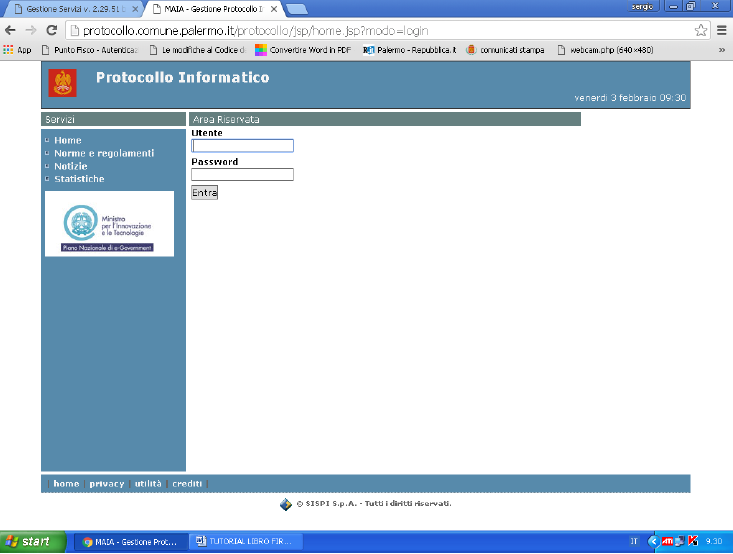 Gestione Servizi v. 2.29.51
MAIA - Gestione Protocollo I
sergio
protocollo.comune.palermo.it/protocollo/jsp/home.jsp?modo=login
App Punto Fisco - Autenticaz Le modifiche al Codice d Convertire Word in PDF Palermo - Repubblica.it comunicati stampa webcam.php (640×480) »
Protocollo Informatico
venerdì 3 febbraio 09:30
Servizi
Area Riservata
Home
Norme e regolamenti
Notizie
Statistiche
Ministro
per l'Innovazione
e le Tecnologie
Piano Nazionale di e-Government
Utente
Password
Entra
| home | privacy | utilità | crediti |
© SISPI S.p.A. - Tutti i diritti riservati.
start MAIA - Gestione Prot... TUTORIAL LIBRO FIR... IT 9:30